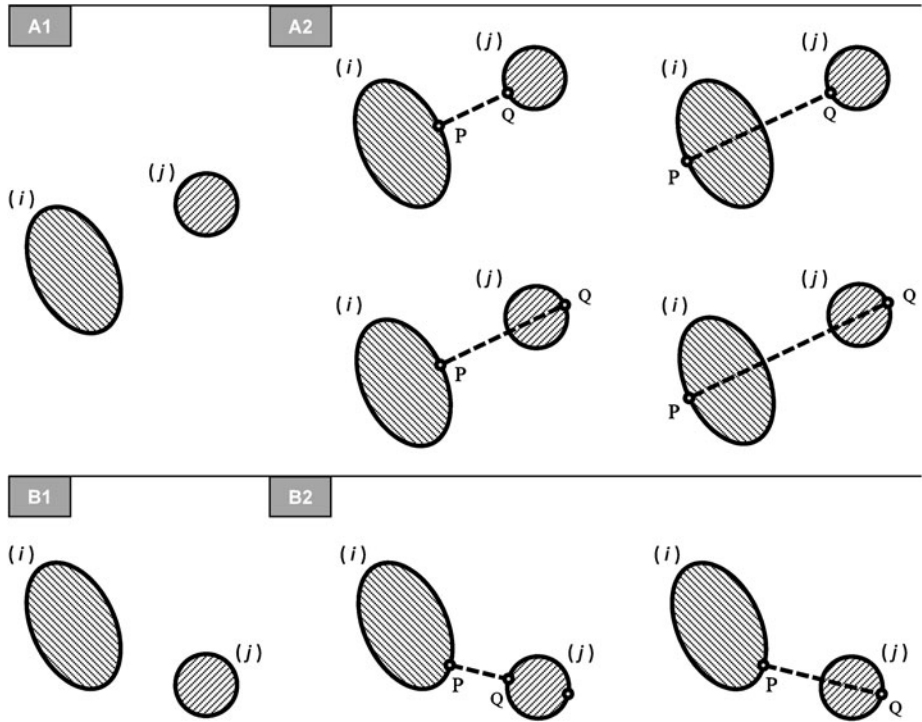 A1 A2
(j) (j)
(i) (i)
P Q P Q
(j)
(i)
(j) (j)
(i) Q (i) Q
P P
B1 B2
(i) (i) (i)
(j) (j) (j)
P Q P Q